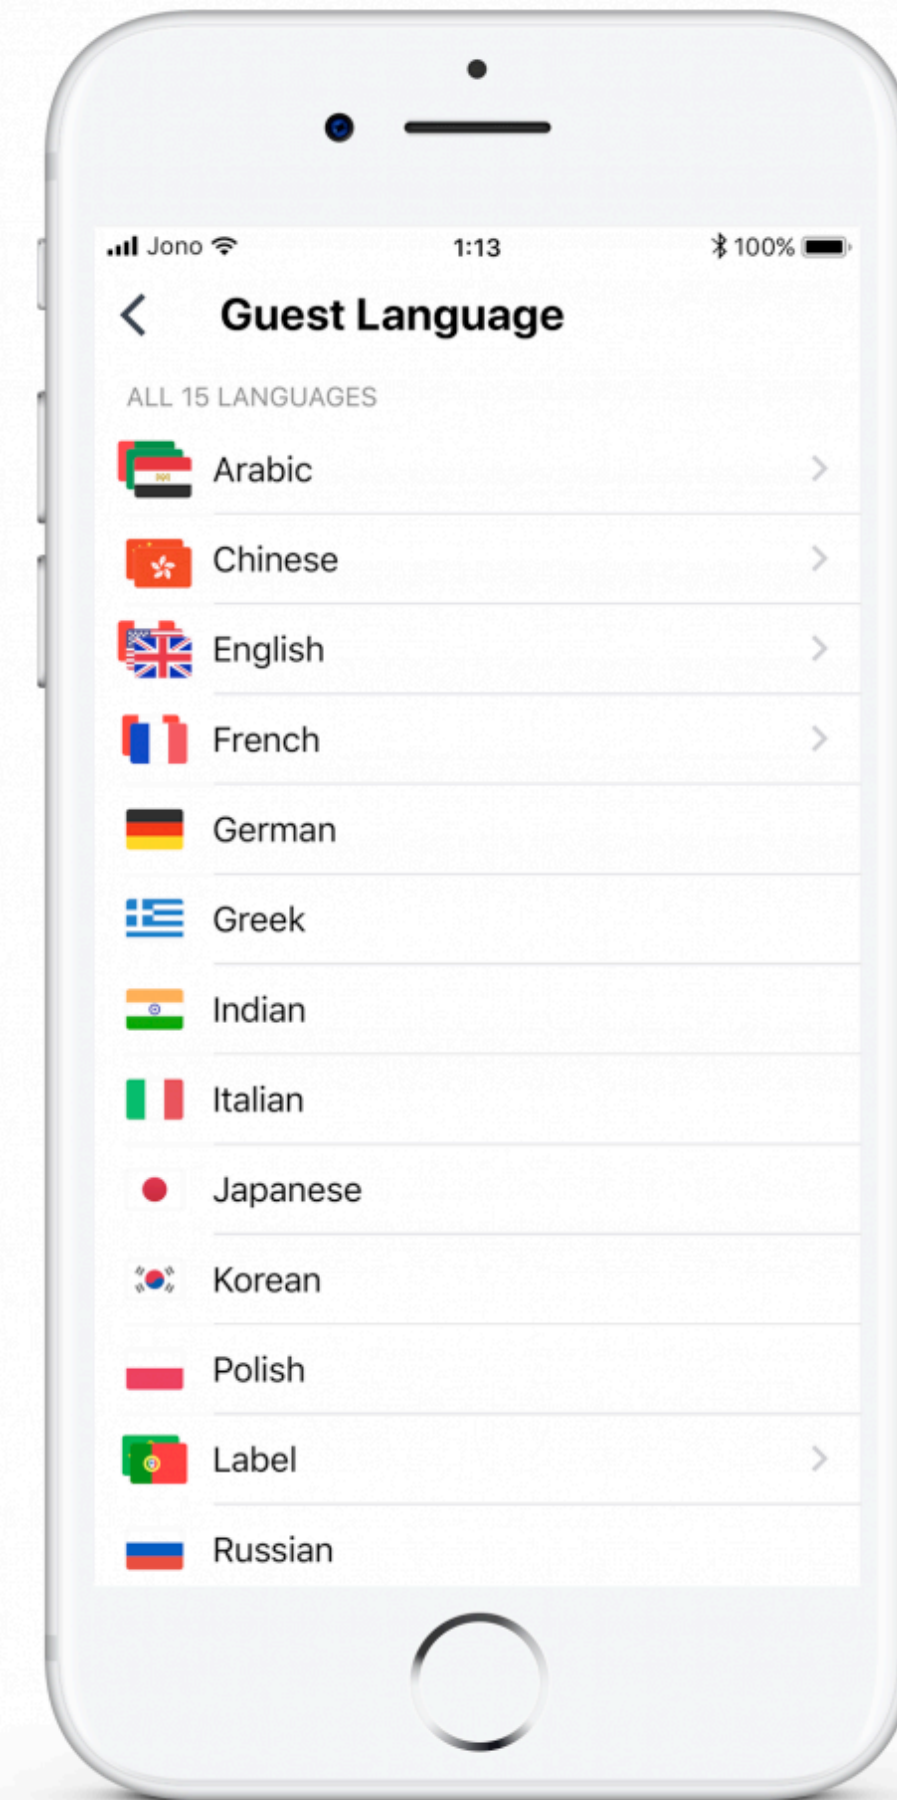 Jono 1:13 100%
Guest Language
ALL 15 LANGUAGES
Arabic
Chinese
English
French
German
Greek
Indian
Italian
Japanese
Korean
Polish
Label
Russian